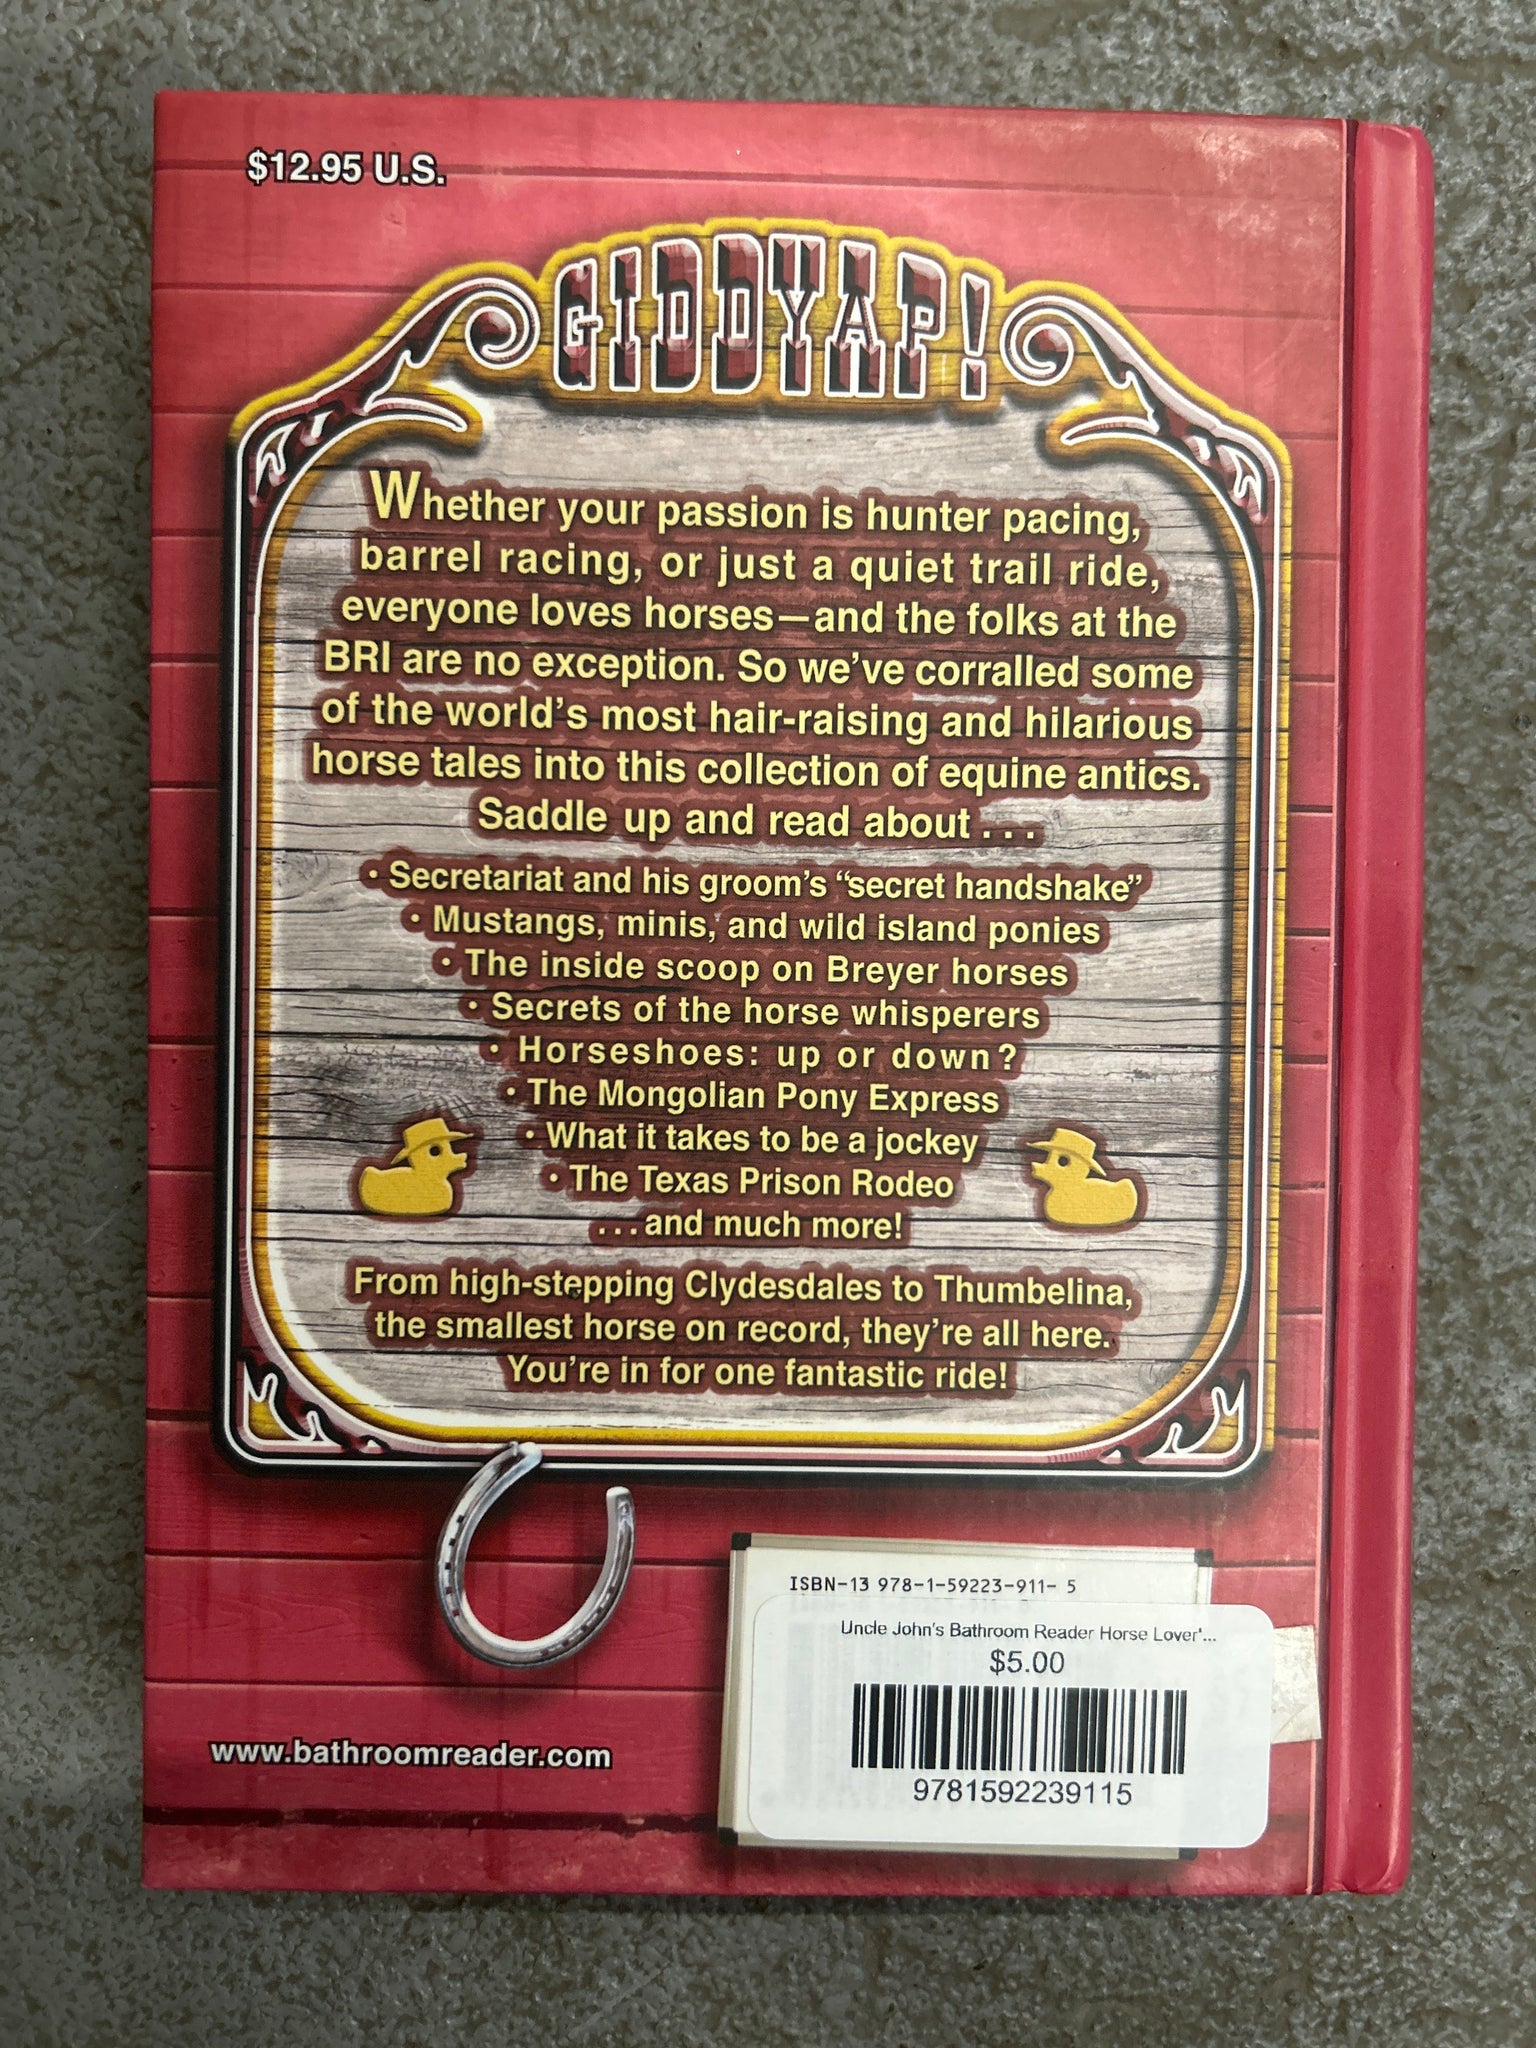 $12.95 U.S.
GIDDYAP!
Whether your passion is hunter pacing,
barrel racing, or just a quiet trail ride,
everyone loves horses—and the folks at the
BRI are no exception. So we've corralled some
of the world's most hair-raising and hilarious
horse tales into this collection of equine antics.
Saddle up and read about . . .
• Secretariat and his groom's “secret handshake”
• Mustangs, minis, and wild island ponies
• The inside scoop on Breyer horses
• Secrets of the horse whisperers
• Horseshoes: up or down?
• The Mongolian Pony Express
• What it takes to be a jockey
• The Texas Prison Rodeo
. . . and much more!
From high-stepping Clydesdales to Thumbelina,
the smallest horse on record, they're all here.
You're in for one fantastic ride!
ISBN-13 978-1-59223-911- 5
Uncle John's Bathroom Reader Horse Lover'...
$5.00
9781592239115
www.bathroomreader.com